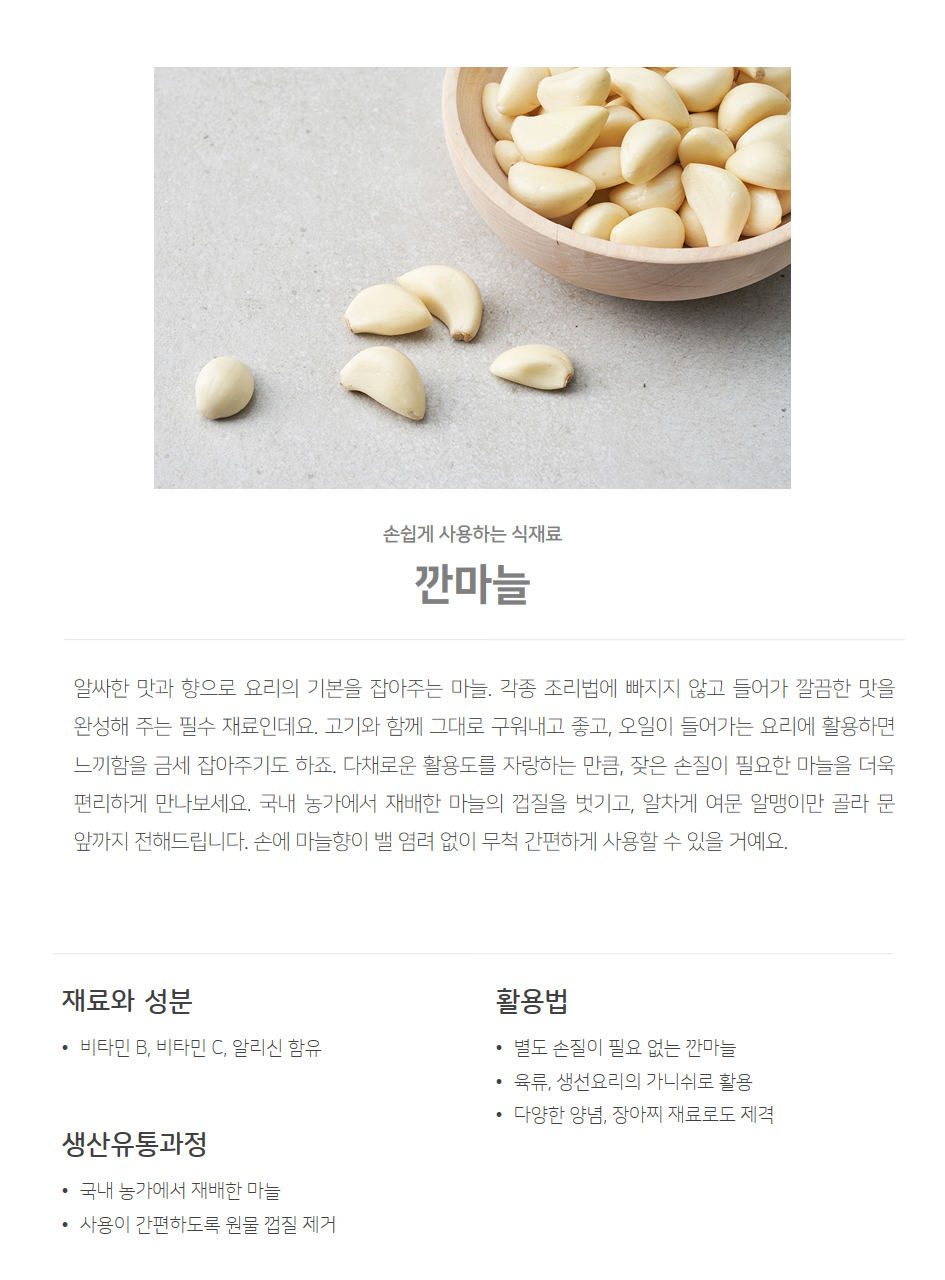 손쉽게 사용하는 식재료
깐마늘
알싸한 맛과 향으로 요리의 기본을 잡아주는 마늘. 각종 조리법에 빠지지 않고 들어가 깔끔한 맛을
완성해 주는 필수 재료인데요. 고기와 함께 그대로 구워내고 좋고, 오일이 들어가는 요리에 활용하면
느끼함을 금세 잡아주기도 하죠. 다채로운 활용도를 자랑하는 만큼, 잦은 손질이 필요한 마늘을 더욱
편리하게 만나보세요. 국내 농가에서 재배한 마늘의 껍질을 벗기고, 알차게 여문 알맹이만 골라 문
앞까지 전해드립니다. 손에 마늘향이 밸 염려 없이 무척 간편하게 사용할 수 있을 거예요.
재료와 성분
• 비타민 B, 비타민 C, 알리신 함유
생산유통과정
• 국내 농가에서 재배한 마늘
• 사용이 간편하도록 원물 껍질 제거
활용법
• 별도 손질이 필요 없는 깐마늘
• 육류, 생선요리의 가니쉬로 활용
• 다양한 양념, 장아찌 재료로도 제격